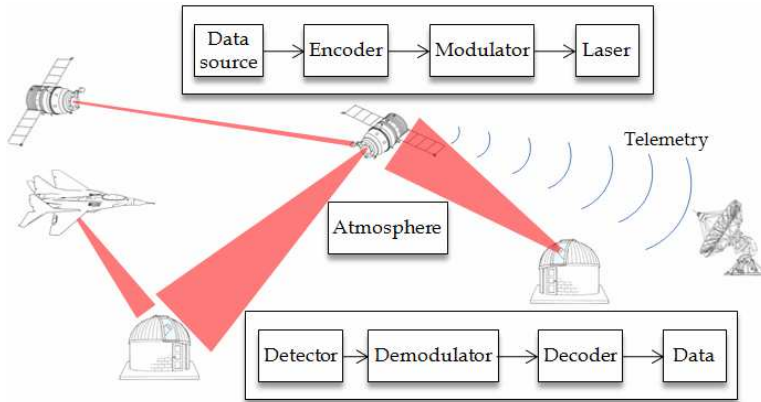 Data
source
Encoder
Modulator
Laser
Telemetry
Atmosphere
Detector
Demodulator
Decoder
Data